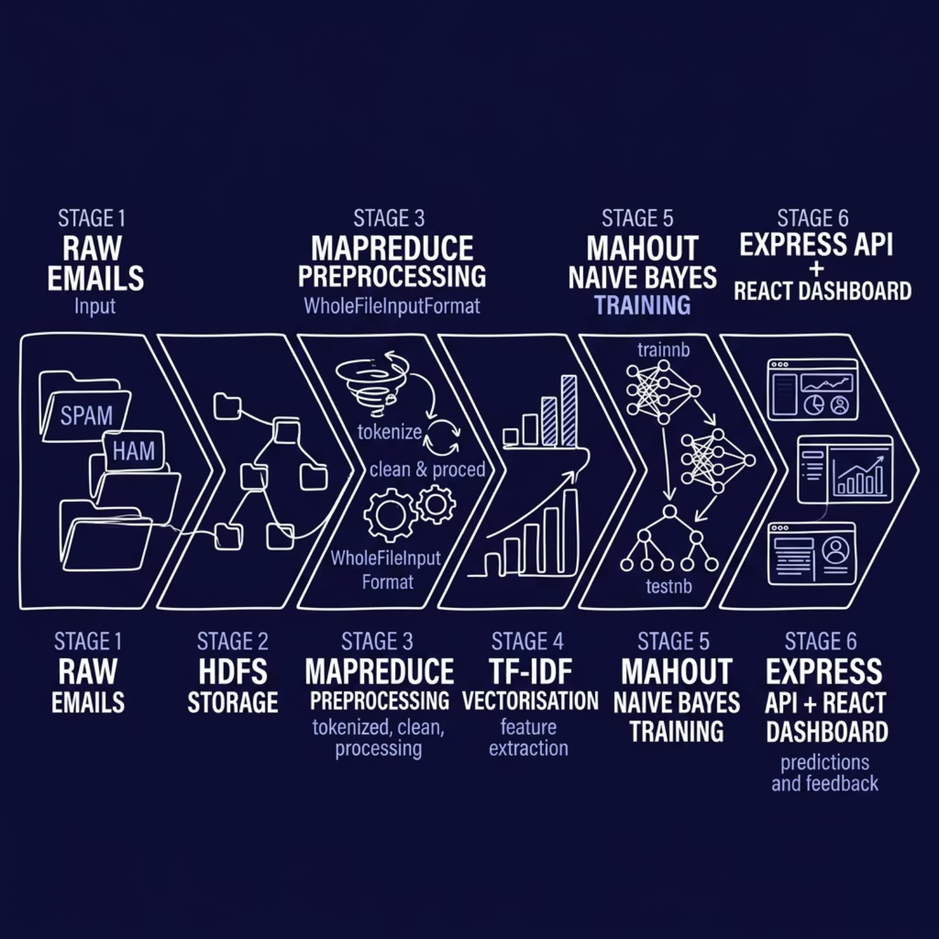 STAGE 1
RAW
EMAILS
Input
STAGE 3
MAPREDUCE
PREPROCESSING
WholeFileInputFormat
STAGE 5
MAHOUT
NAIVE BAYES
TRAINING
STAGE 6
EXPRESS API
+
REACT DASHBOARD
SPAM
HAM
tokenize
clean & proced
WholeFileInput
Format
trainnb
testnb
STAGE 1
RAW
EMAILS
STAGE 2
HDFS
STORAGE
STAGE 3
MAPREDUCE
PREPROCESSING
tokenized, clean,
processing
STAGE 4
TF-IDF
VECTORISATION
feature
extraction
STAGE 5
MAHOUT
NAIVE BAYES
TRAINING
STAGE 6
EXPRESS
API + REACT
DASHBOARD
predictions
and feedback